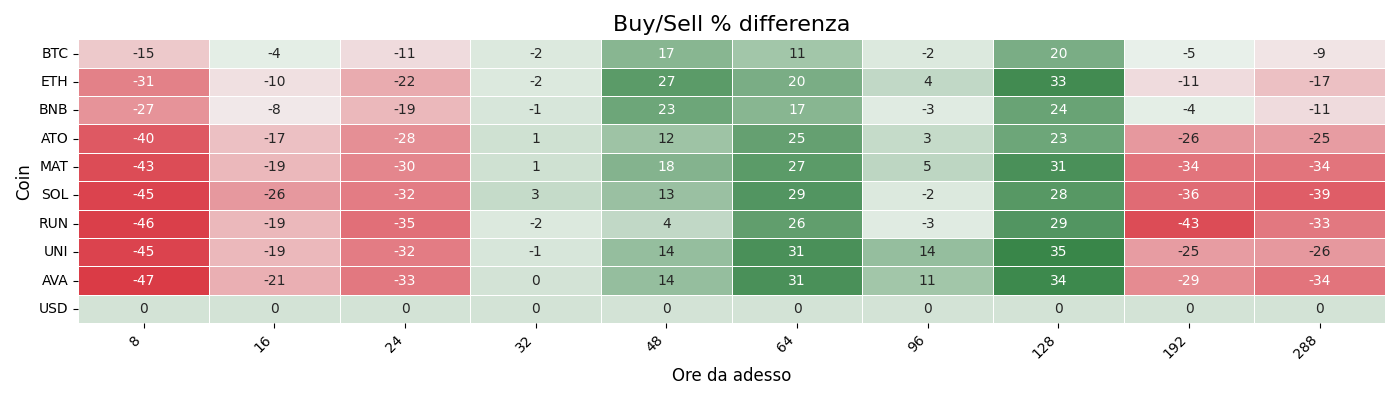 Buy/Sell % differenza
Coin
BTC -15 -4 -11 -2 17 11 -2 20 -5 -9
ETH -31 -10 -22 -2 27 20 4 33 -11 -17
BNB -27 -8 -19 -1 23 17 -3 24 -4 -11
ATO -40 -17 -28 1 12 25 3 23 -26 -25
MAT -43 -19 -30 1 18 27 5 31 -34 -34
SOL -45 -26 -32 3 13 29 -2 28 -36 -39
RUN -46 -19 -35 -2 4 26 -3 29 -43 -33
UNI -45 -19 -32 -1 14 31 14 35 -25 -26
AVA -47 -21 -33 0 14 31 11 34 -29 -34
USD 0 0 0 0 0 0 0 0 0 0
8 16 24 32 48 64 96 128 192 288
Ore da adesso